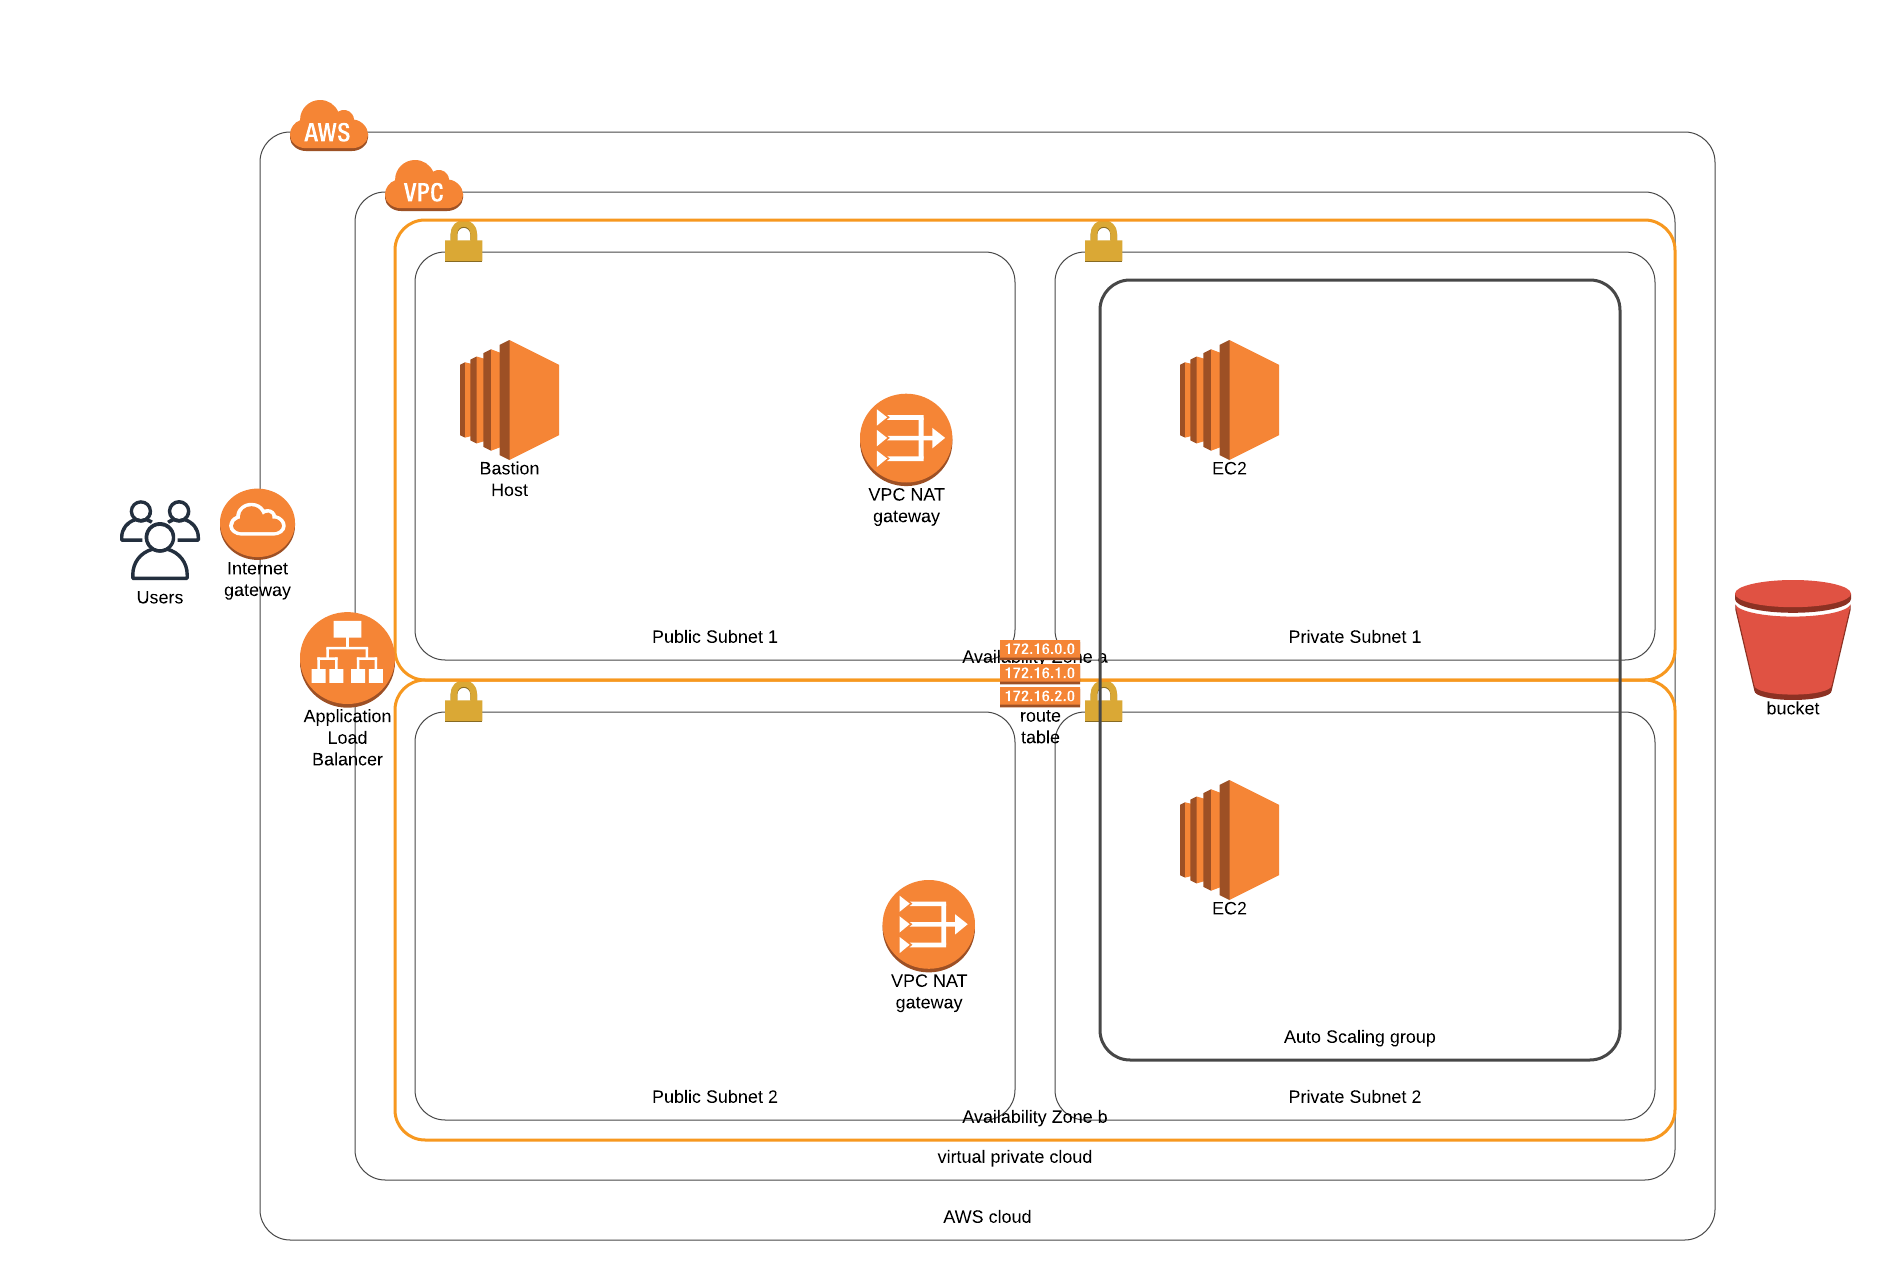 AWS
VPC
Bastion
Host
VPC NAT
gateway
EC2
Internet
gateway
Users
Public Subnet 1
Private Subnet 1
Availability Zone a
172.16.0.0
172.16.1.0
172.16.2.0
route
table
Application
Load
Balancer
bucket
EC2
VPC NAT
gateway
Auto Scaling group
Public Subnet 2
Private Subnet 2
Availability Zone b
virtual private cloud
AWS cloud